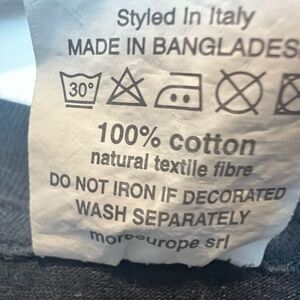 Styled In Italy
MADE IN BANGLADES
30°
100% cotton
natural textile fibre
DO NOT IRON IF DECORATED
WASH SEPARATELY
moreeurope srl